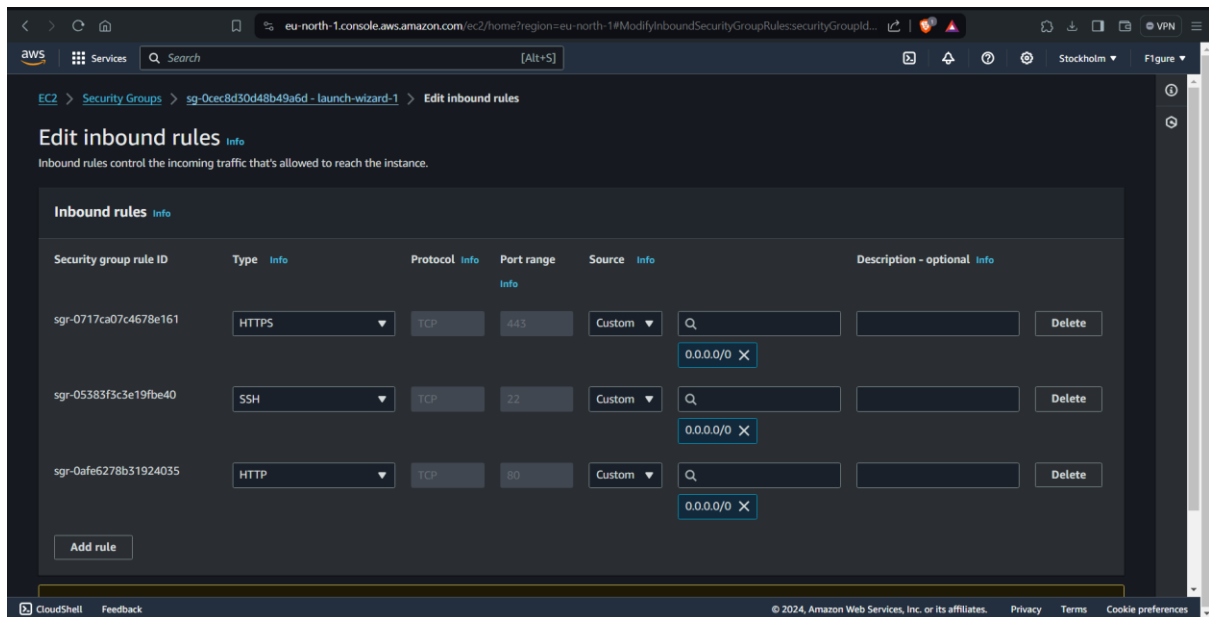 eu-north-1.console.aws.amazon.com/ec2/home?region=eu-north-1#ModifyInboundSecurityGroupRules:securityGroupId... VPN
aws Services Search [Alt+S] Stockholm F1gure
EC2 > Security Groups > sg-0cec8d30d48b49a6d - launch-wizard-1 > Edit inbound rules
Edit inbound rules Info
Inbound rules control the incoming traffic that's allowed to reach the instance.
Inbound rules Info
Security group rule ID Type Info Protocol Info Port range Source Info Description - optional Info
Info
sgr-0717ca07c4678e161 HTTPS TCP 443 Custom Delete
0.0.0.0/0
sgr-05383f3c3e19fbe40 SSH TCP 22 Custom Delete
0.0.0.0/0
sgr-0afe6278b31924035 HTTP TCP 80 Custom Delete
0.0.0.0/0
Add rule
CloudShell Feedback © 2024, Amazon Web Services, Inc. or its affiliates. Privacy Terms Cookie preferences